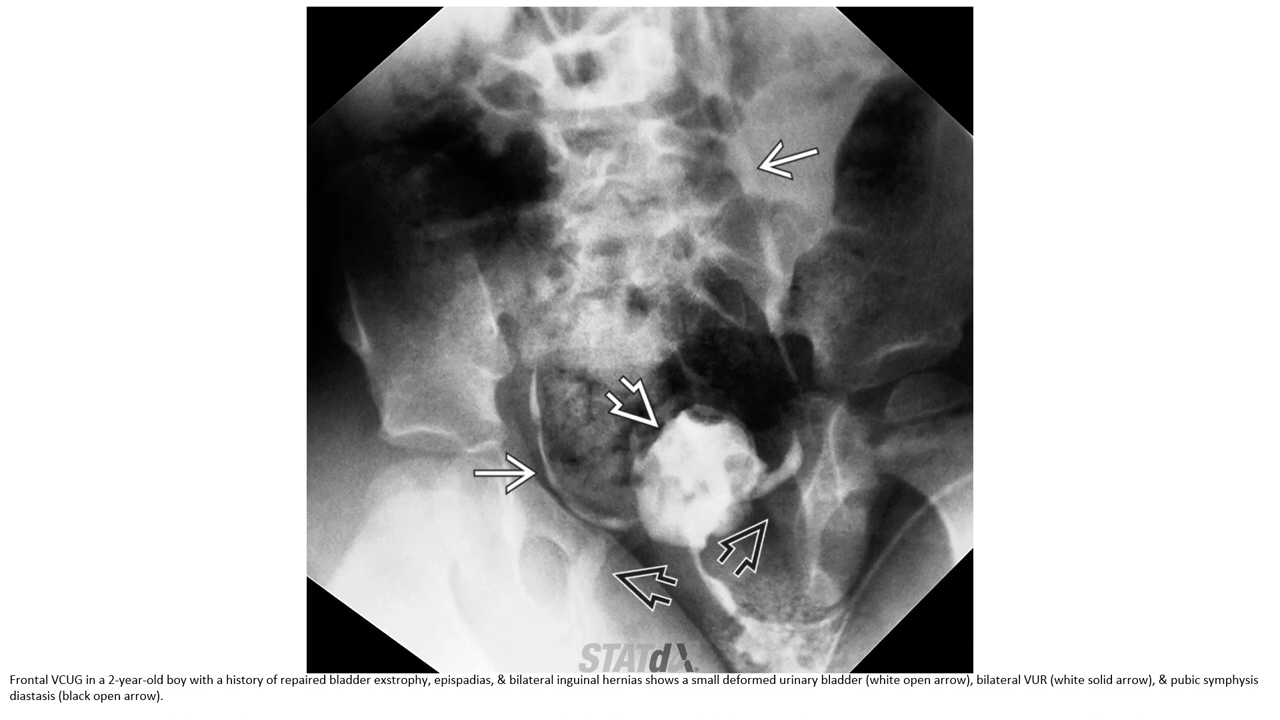 STATdX
Frontal VCUG in a 2-year-old boy with a history of repaired bladder exstrophy, epispadias, & bilateral inguinal hernias shows a small deformed urinary bladder (white open arrow), bilateral VUR (white solid arrow), & pubic symphysis
diastasis (black open arrow).